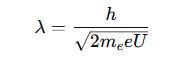 λ = h / √(2mₑeU)